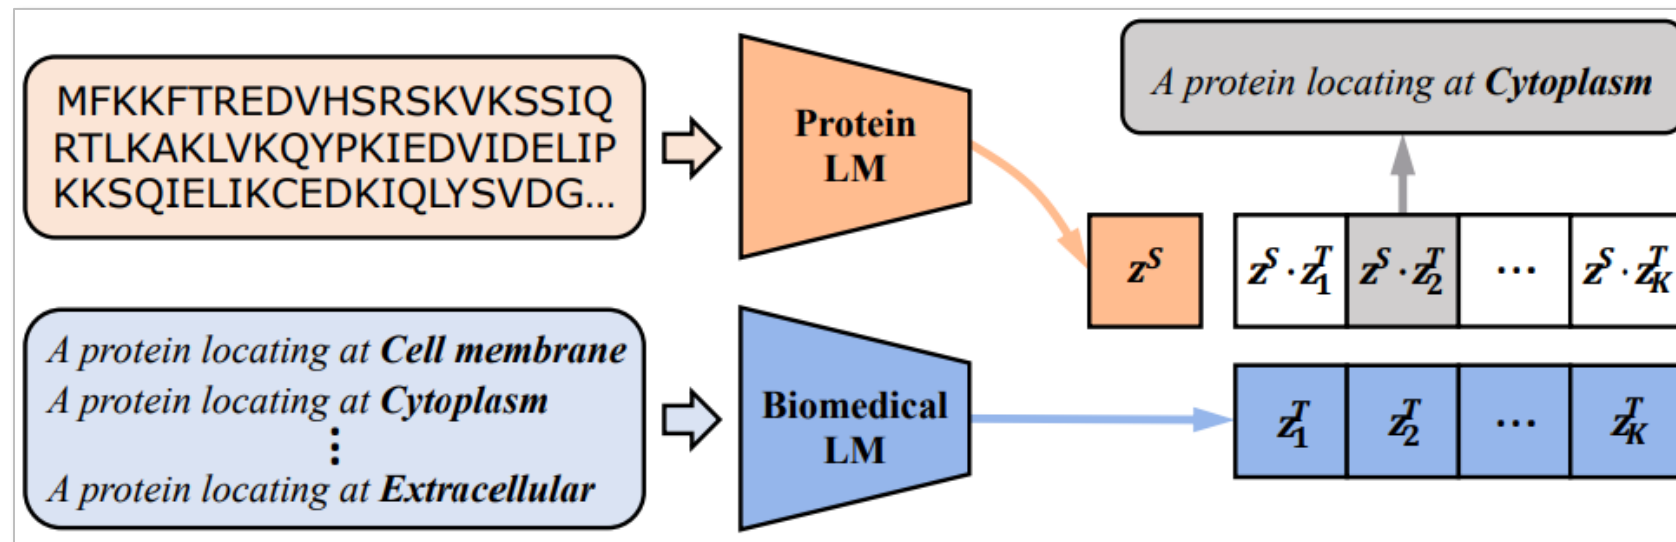 MFKKFTREDVHSRSKVKSSIQ
RTLKAKLVKQYPKIEDVIDELIP
KKSQIELIKCEDKIQLYSVDG...
Protein
LM
A protein locating at Cytoplasm
z^S
z^S · z_1^T
z^S · z_2^T
...
z^S · z_K^T
A protein locating at Cell membrane
A protein locating at Cytoplasm
⋮
A protein locating at Extracellular
Biomedical
LM
z_1^T
z_2^T
...
z_K^T